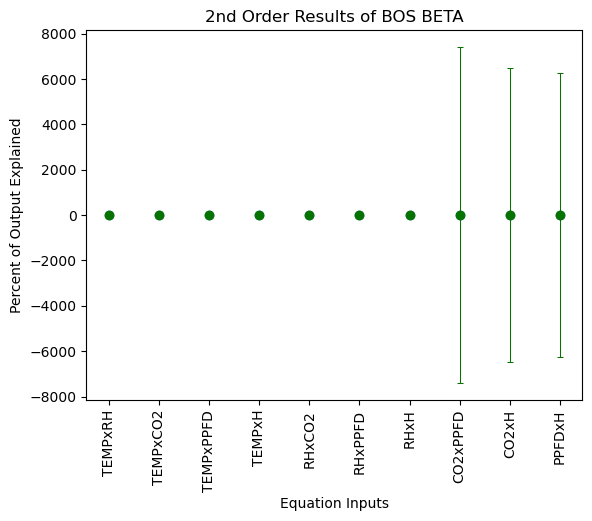 2nd Order Results of BOS BETA
Percent of Output Explained
8000
6000
4000
2000
0
−2000
−4000
−6000
−8000
TEMPxRH
TEMPxCO2
TEMPxPPFD
TEMPxH
RHxCO2
RHxPPFD
RHxH
CO2xPPFD
CO2xH
PPFDxH
Equation Inputs